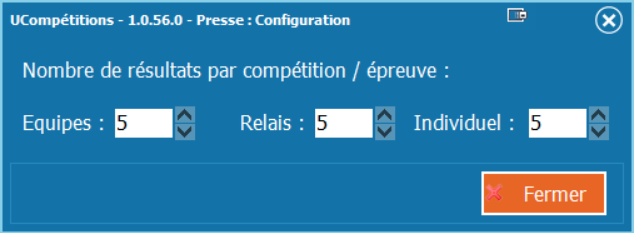 UCompétitions - 1.0.56.0 - Presse : Configuration
Nombre de résultats par compétition / épreuve :
Equipes : 5 Relais : 5 Individuel : 5
Fermer